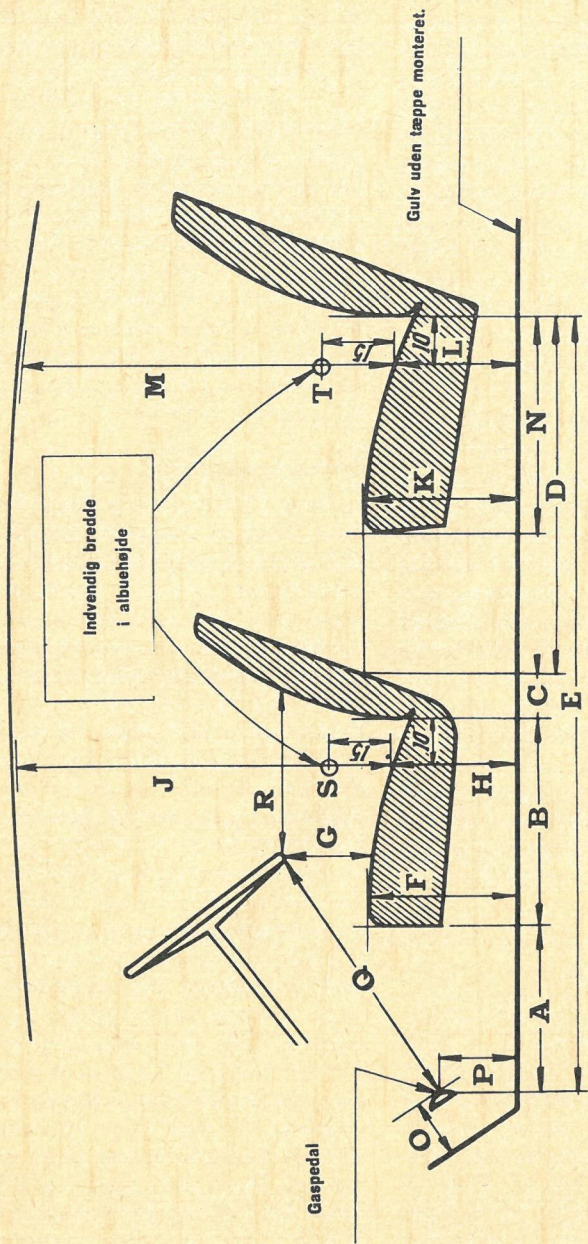 Indvendig bredde
i albuehøjde
Gulv uden tæppe monteret.
Gaspedal
J
M
R
S
T
G
15
15
10
10
F
H
K
L
Q
O
P
A
B
C
D
N
E